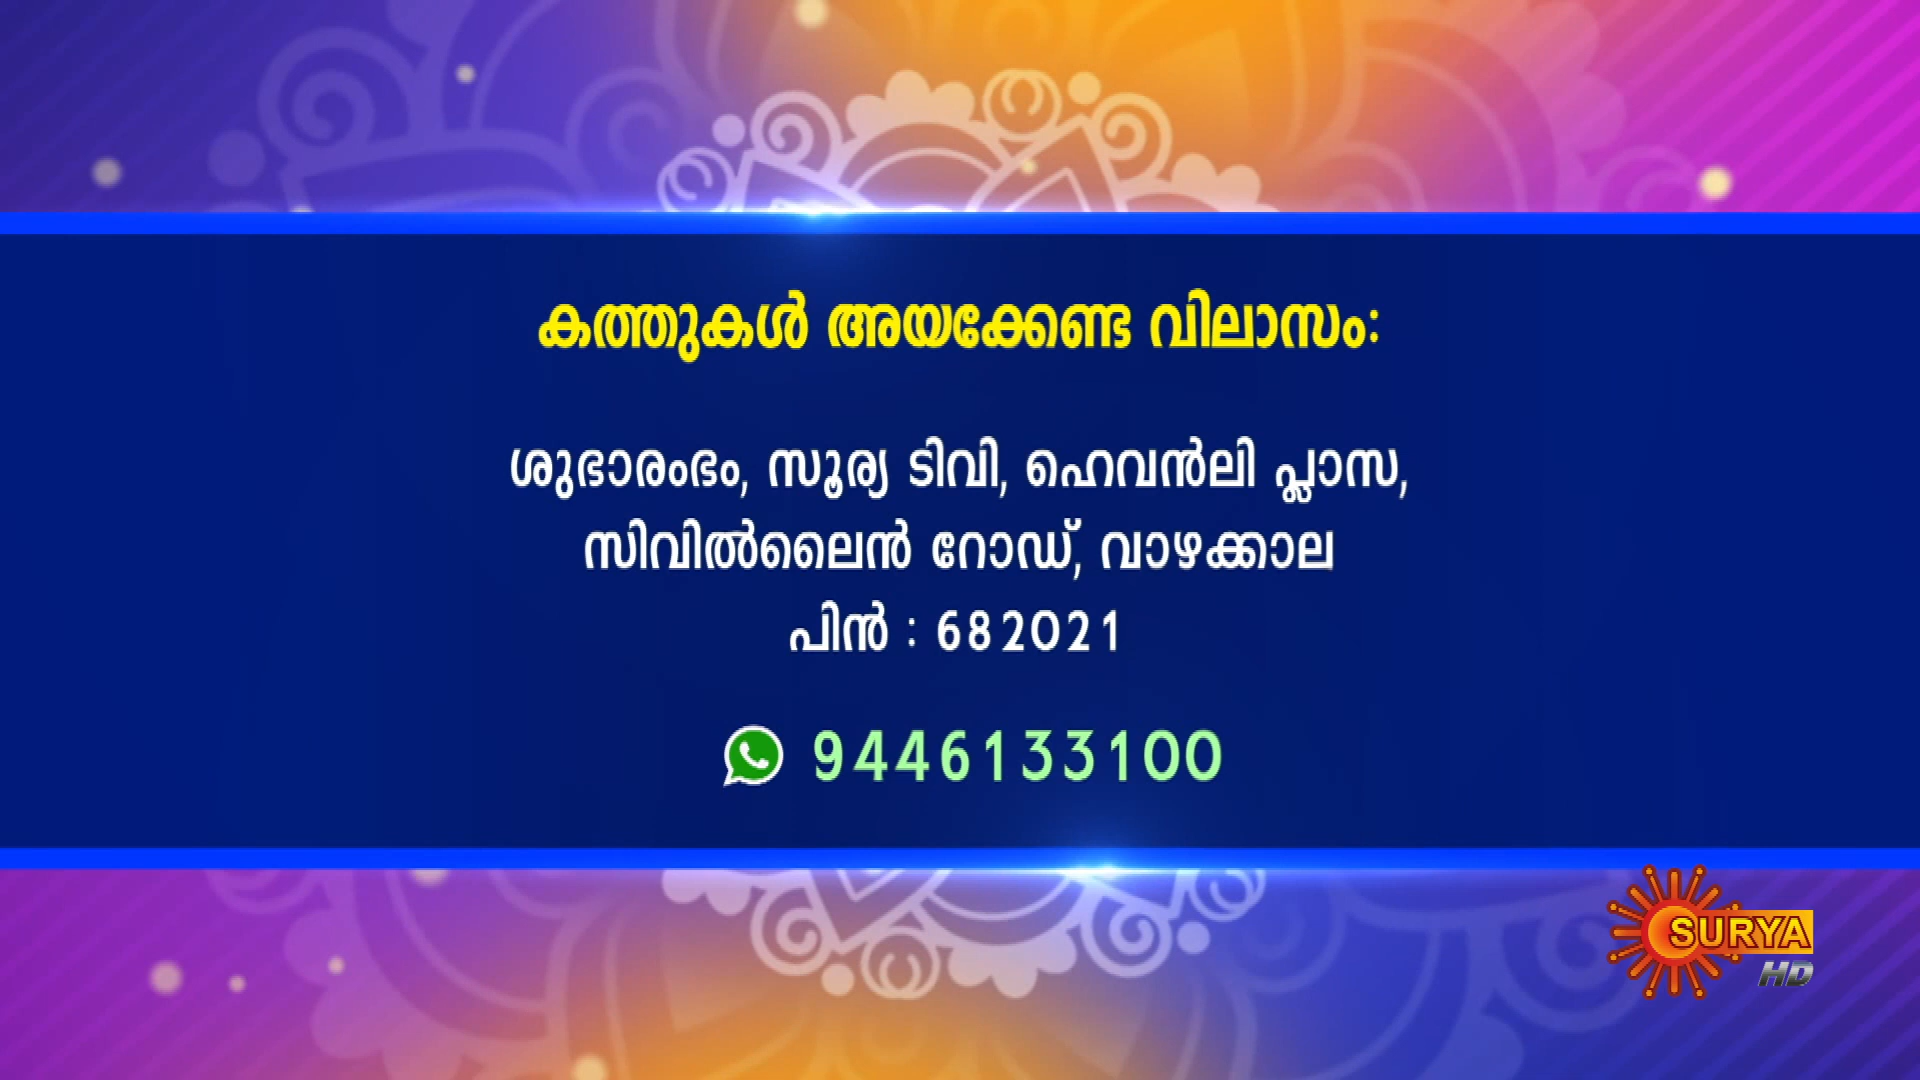 കത്തുകൾ അയക്കേണ്ട വിലാസം:
ശുഭാരംഭം, സൂര്യ ടിവി, ഹെവൻലി പ്ലാസ,
സിവിൽലൈൻ റോഡ്, വാഴക്കാല
പിൻ : 682021
9446133100
SURYA
HD